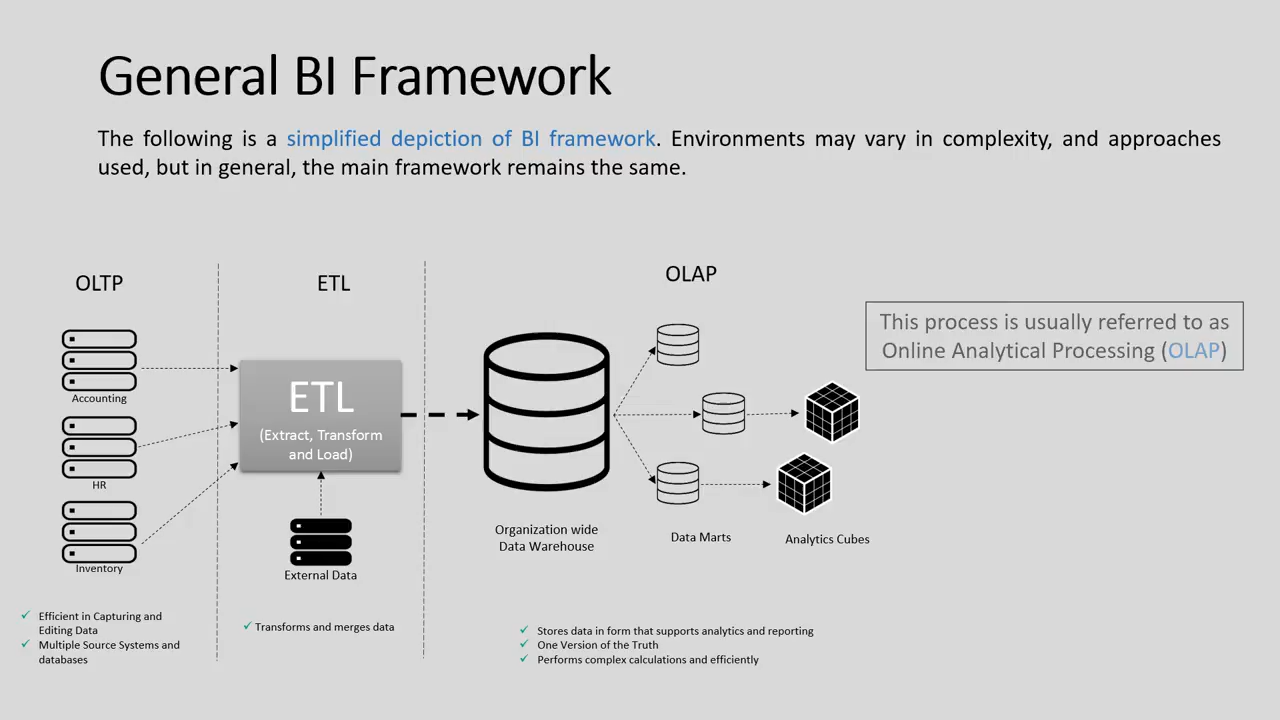 General BI Framework
The following is a simplified depiction of BI framework. Environments may vary in complexity, and approaches
used, but in general, the main framework remains the same.
OLTP
ETL
OLAP
This process is usually referred to as
Online Analytical Processing (OLAP)
Accounting
HR
Inventory
ETL
(Extract, Transform
and Load)
External Data
Organization wide
Data Warehouse
Data Marts
Analytics Cubes
✓ Efficient in Capturing and
Editing Data
✓ Multiple Source Systems and
databases
✓ Transforms and merges data
✓ Stores data in form that supports analytics and reporting
✓ One Version of the Truth
✓ Performs complex calculations and efficiently